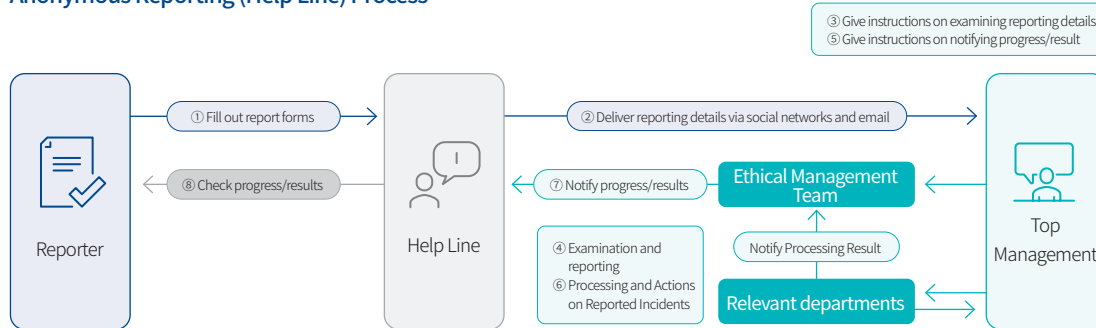 Anonymous Reporting (Help Line) Process
③ Give instructions on examining reporting details
⑤ Give instructions on notifying progress/result
① Fill out report forms
② Deliver reporting details via social networks and email
⑧ Check progress/results
⑦ Notify progress/results
Ethical Management
Team
Reporter
Help Line
④ Examination and
reporting
⑥ Processing and Actions
on Reported Incidents
Notify Processing Result
Relevant departments
Top
Management